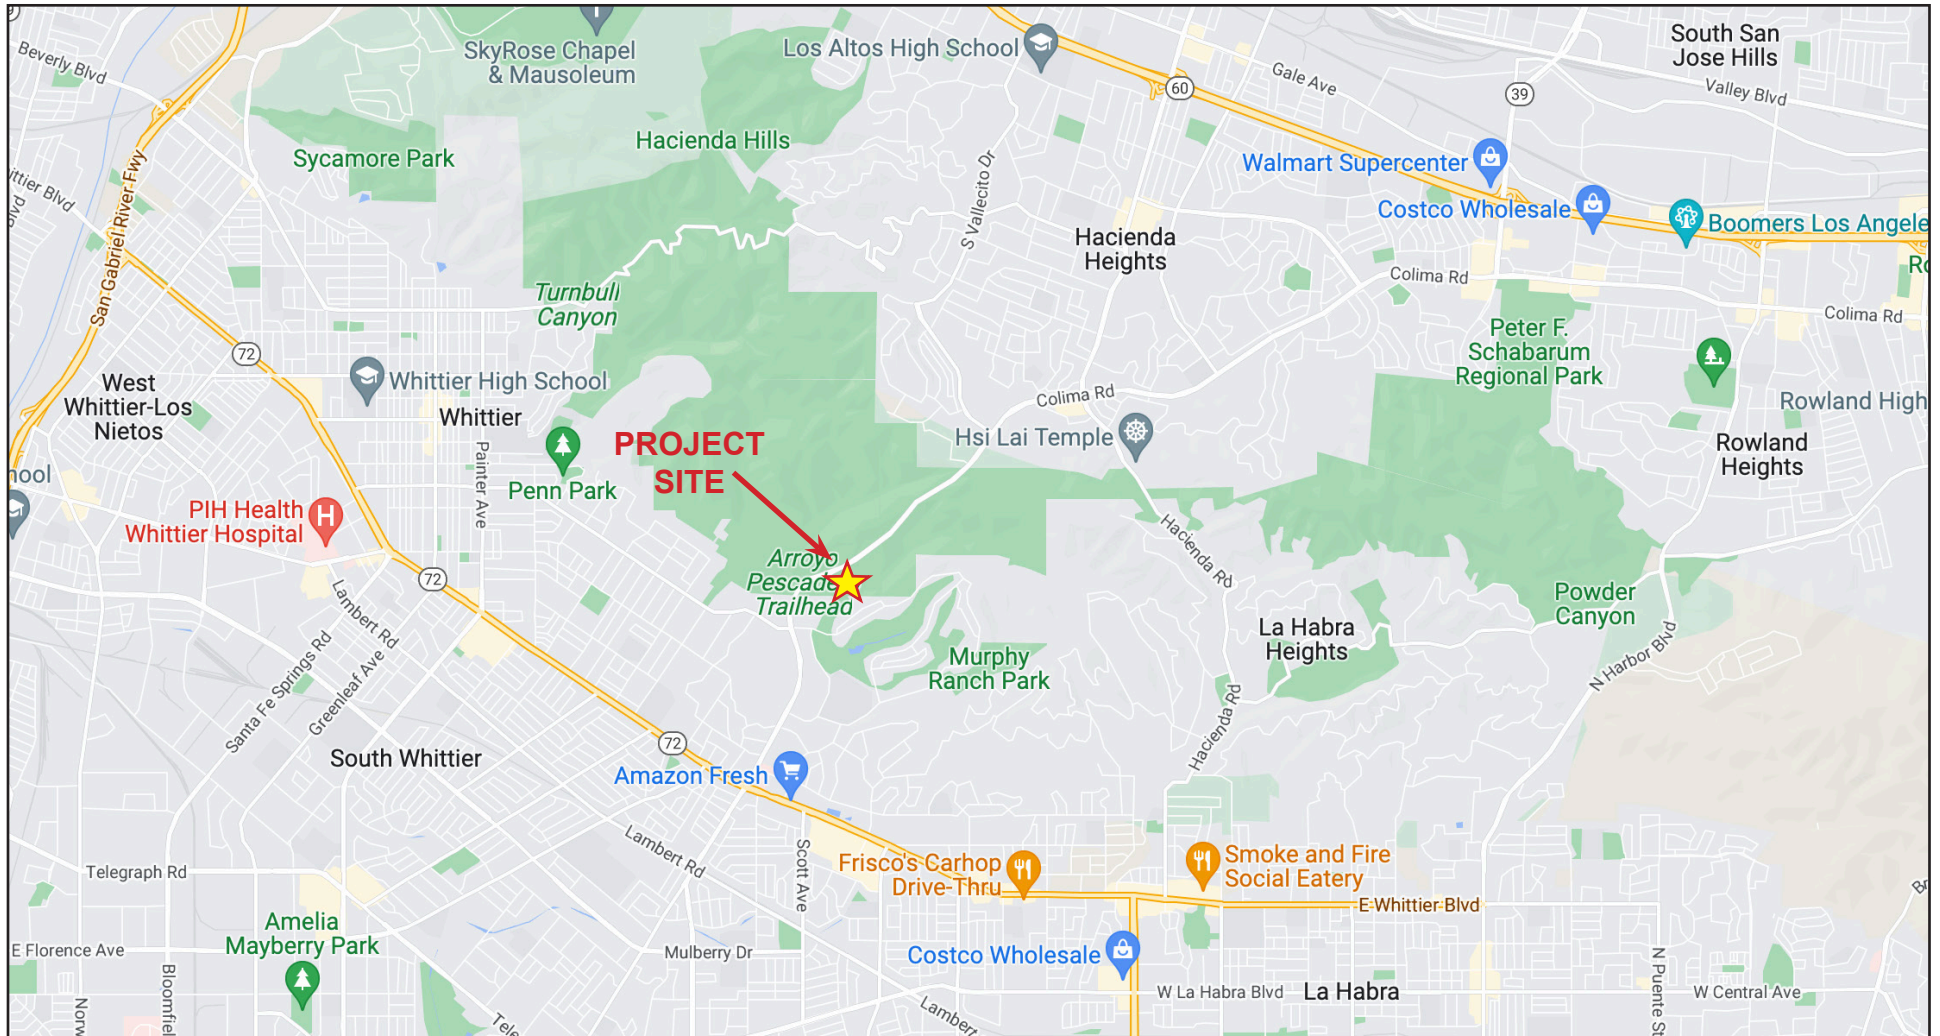 Beverly Blvd
SkyRose Chapel
& Mausoleum
Los Altos High School
60
Gale Ave
39
South San
Jose Hills
Valley Blvd
Sycamore Park
Hacienda Hills
Walmart Supercenter
Costco Wholesale
Boomers Los Angele
San Gabriel River Fwy
S Vallecito Dr
Hacienda
Heights
Colima Rd
Colima Rd
Turnbull
Canyon
72
Peter F.
Schabarum
Regional Park
West
Whittier-Los
Nietos
Whittier High School
Whittier
Colima Rd
Hsi Lai Temple
Rowland High
Rowland
Heights
PROJECT
SITE
Painter Ave
Penn Park
PIH Health
Whittier Hospital
Hacienda Rd
Arroyo
Pescade
Trailhead
72
Lambert Rd
Santa Fe Springs Rd
Greenleaf Ave
Powder
Canyon
La Habra
Heights
N Harbor Blvd
Murphy
Ranch Park
Hacienda Rd
72
South Whittier
Amazon Fresh
Lambert Rd
Scott Ave
Frisco's Carhop
Drive-Thru
Smoke and Fire
Social Eatery
E Whittier Blvd
Telegraph Rd
Amelia
Mayberry Park
E Florence Ave
Mulberry Dr
Costco Wholesale
W La Habra Blvd
La Habra
W Central Ave
N Puente St
Bloomfiel
Norw
Tele
Lambert